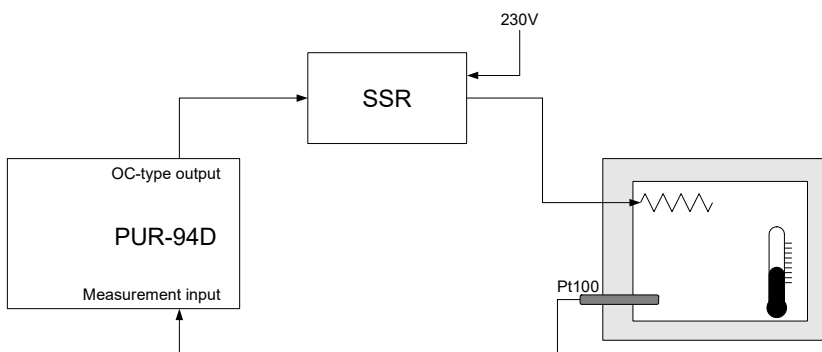 230V
SSR
OC-type output
PUR-94D
Measurement input
Pt100